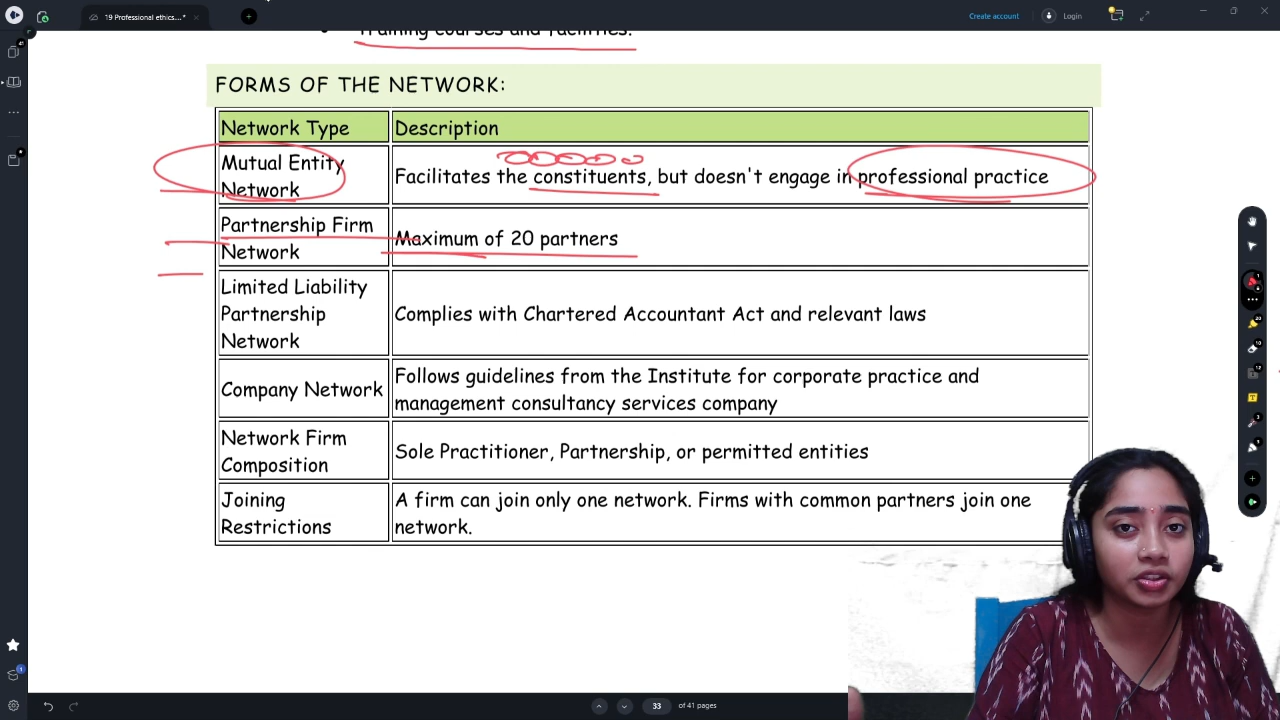 19 Professional ethics....*
Create account
Login
Training courses and facilities.
FORMS OF THE NETWORK:
Network Type
Description
Mutual Entity
Network
Facilitates the constituents, but doesn't engage in professional practice
Partnership Firm
Network
Maximum of 20 partners
Limited Liability
Partnership
Network
Complies with Chartered Accountant Act and relevant laws
Company Network
Follows guidelines from the Institute for corporate practice and
management consultancy services company
Network Firm
Composition
Sole Practitioner, Partnership, or permitted entities
Joining
Restrictions
A firm can join only one network. Firms with common partners join one
network.
33
of 41 pages